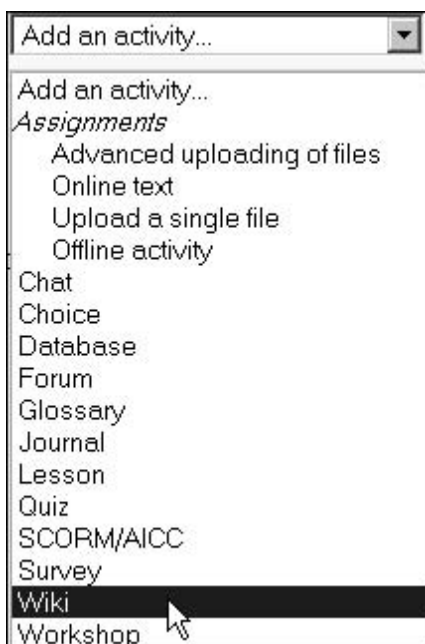 Add an activity...
Add an activity...
Assignments
Advanced uploading of files
Online text
Upload a single file
Offline activity
Chat
Choice
Database
Forum
Glossary
Journal
Lesson
Quiz
SCORM/AICC
Survey
Wiki
Workshop